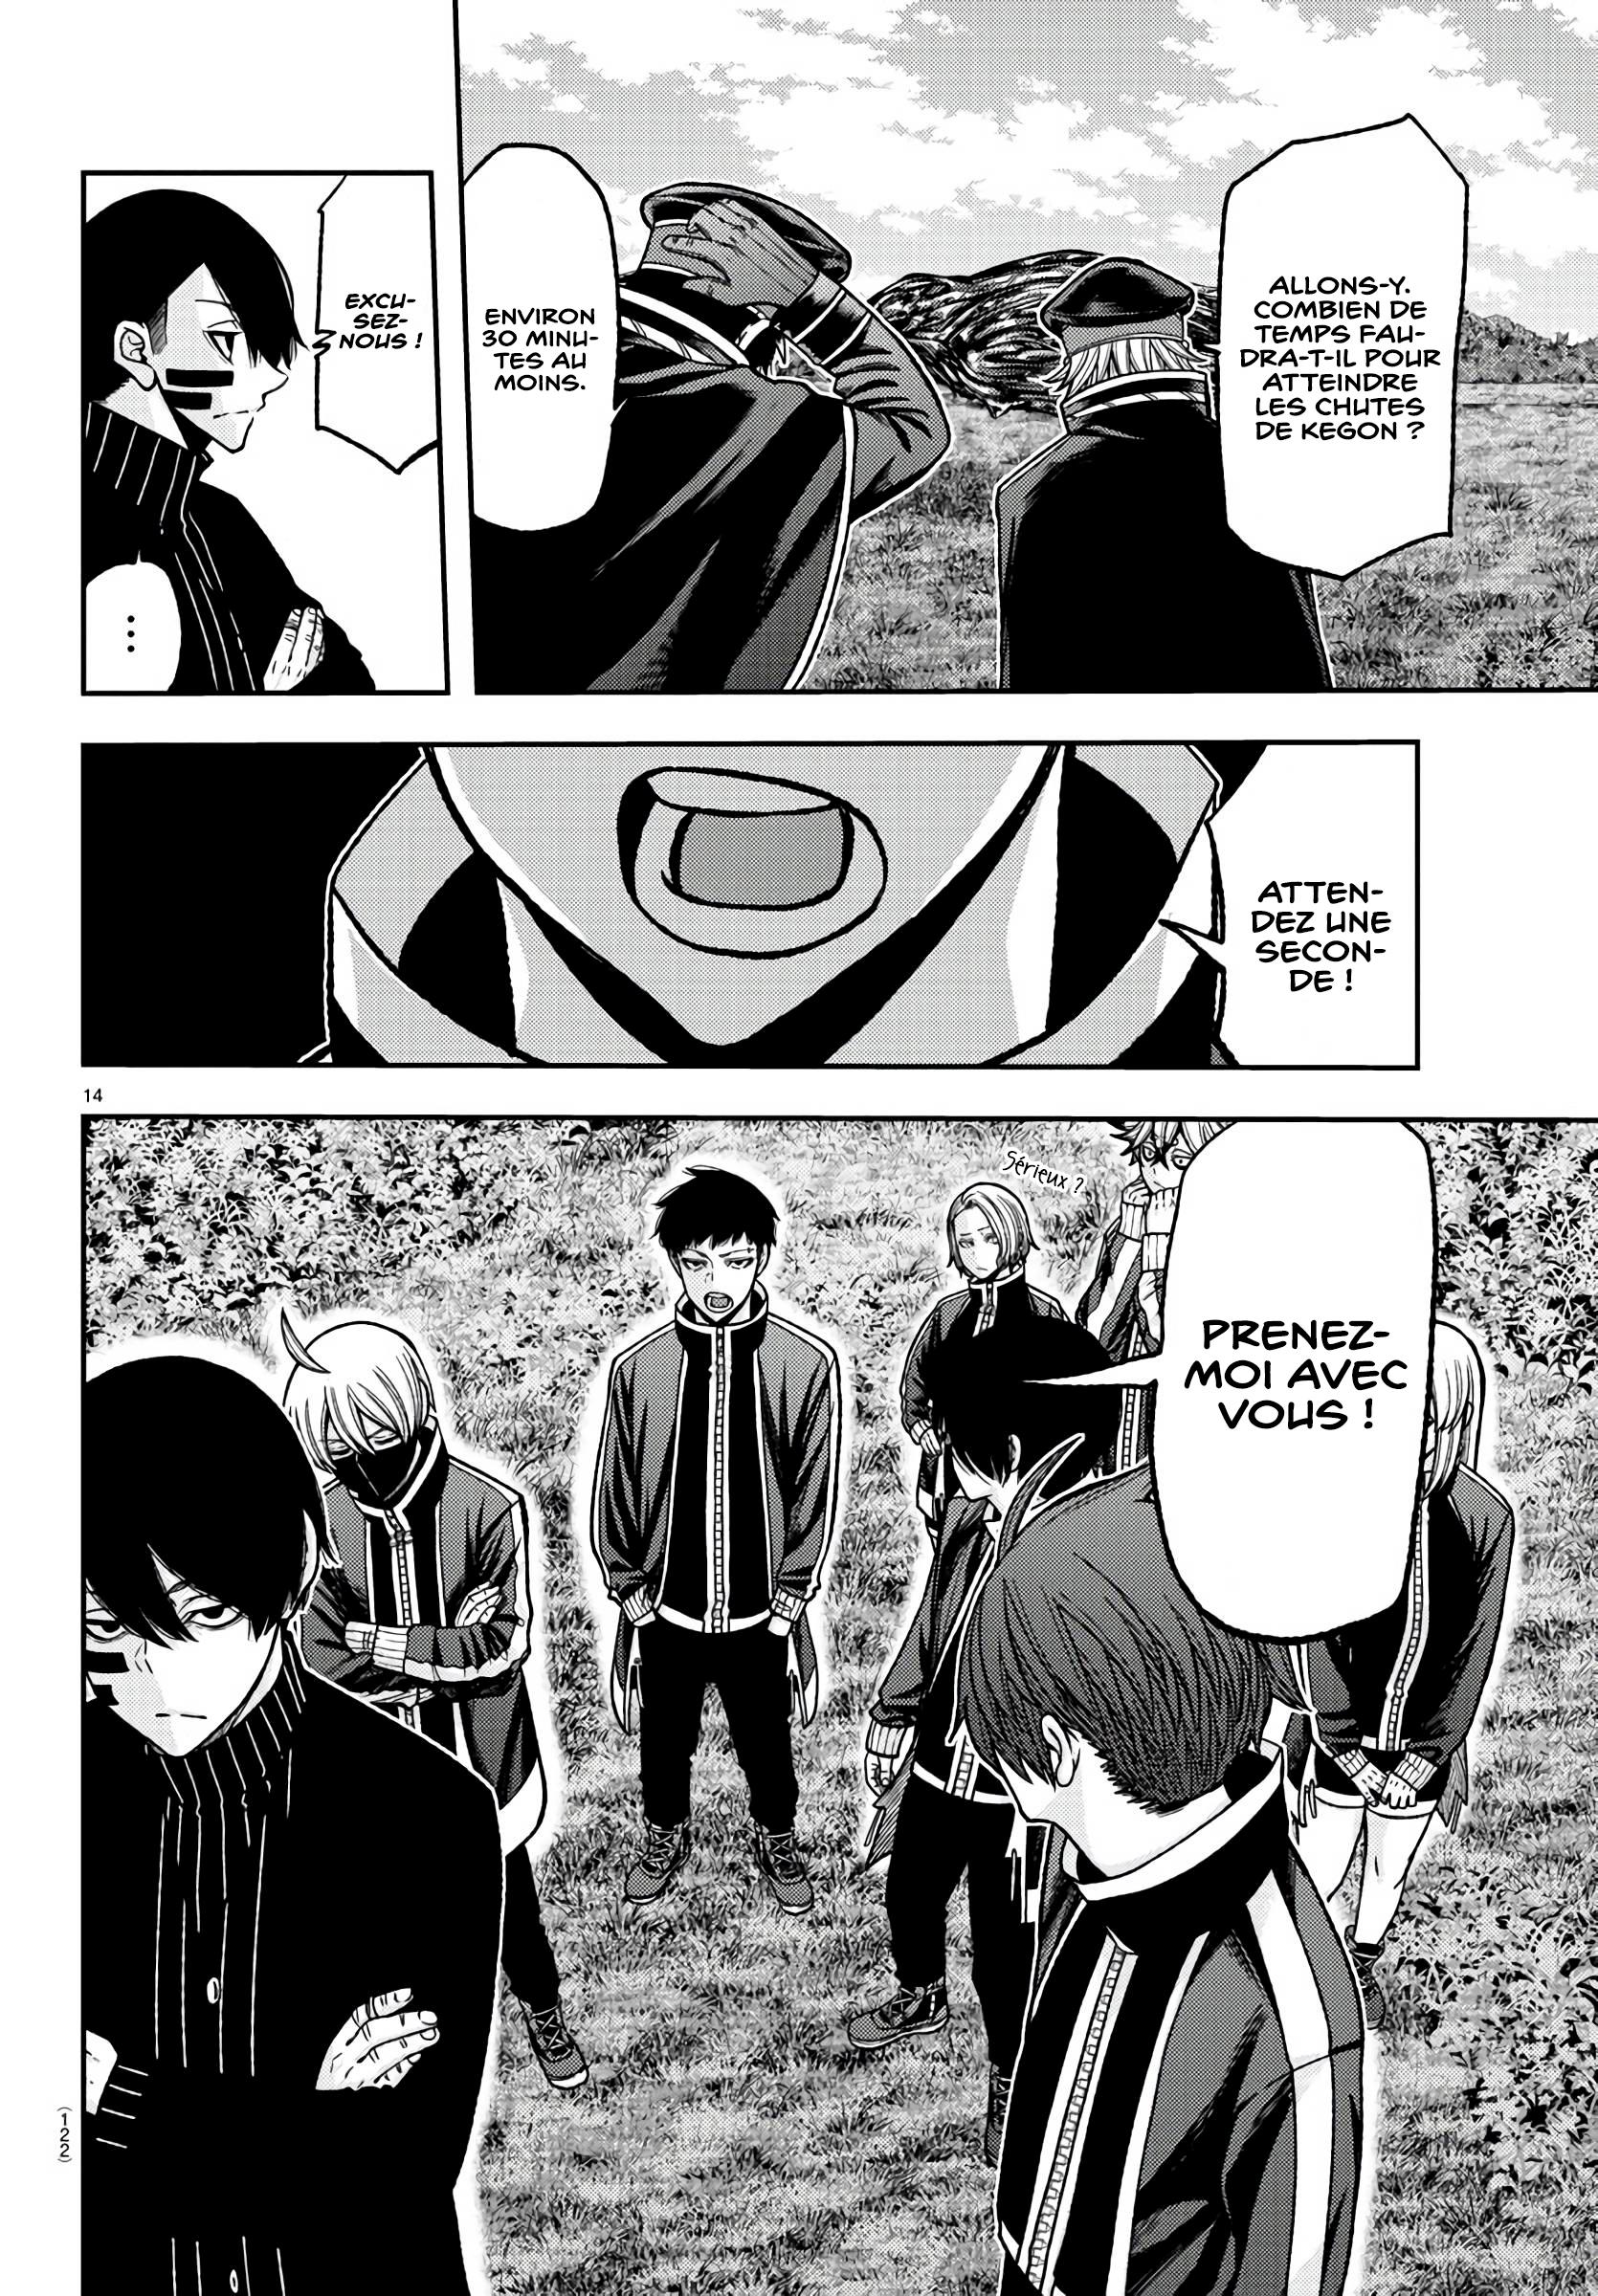 ALLONS-Y.
COMBIEN DE
TEMPS FAU-
DRA-T-IL POUR
ATTEINDRE
LES CHUTES
DE KEGON ?
ENVIRON
30 MINU-
TES AU
MOINS.
EXCU-
SEZ-
NOUS !
...
ATTEN-
DEZ UNE
SECON-
DE !
14
Sérieux ?
PRENEZ-
MOI AVEC
VOUS !
(122)